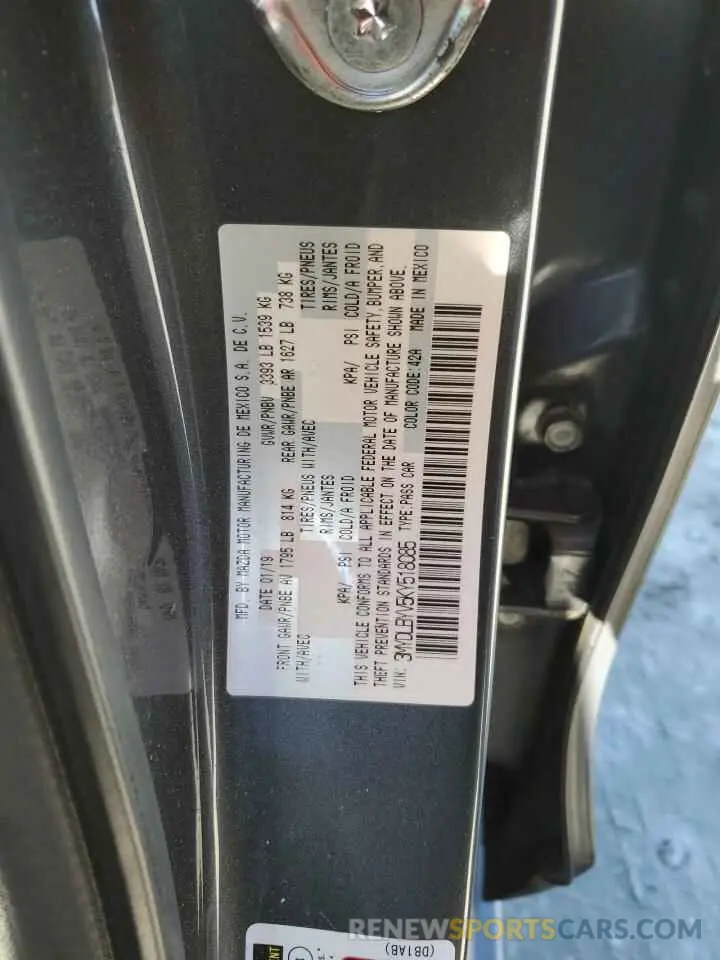 MFD. BY MAZDA MOTOR MANUFACTURING DE MEXICO S.A. DE C.V.
DATE 01/19 GVWR/PNBV 3393 LB 1539 KG
FRONT GAWR/PNBE AV 1795 LB 814 KG REAR GAWR/PNBE AR 1627 LB 738 KG
WITH/AVEC TIRES/PNEUS WITH/AVEC TIRES/PNEUS
RIMS/JANTES RIMS/JANTES
KPA/ PSI COLD/A FROID KPA/ PSI COLD/A FROID
THIS VEHICLE CONFORMS TO ALL APPLICABLE FEDERAL MOTOR VEHICLE SAFETY, BUMPER, AND
THEFT PREVENTION STANDARDS IN EFFECT ON THE DATE OF MANUFACTURE SHOWN ABOVE.
VIN: 3MYDLBYV5KY518085 TYPE:PASS CAR COLOR CODE:42A MADE IN MEXICO
(DB1AB)
RENEWSPORTSCARS.COM